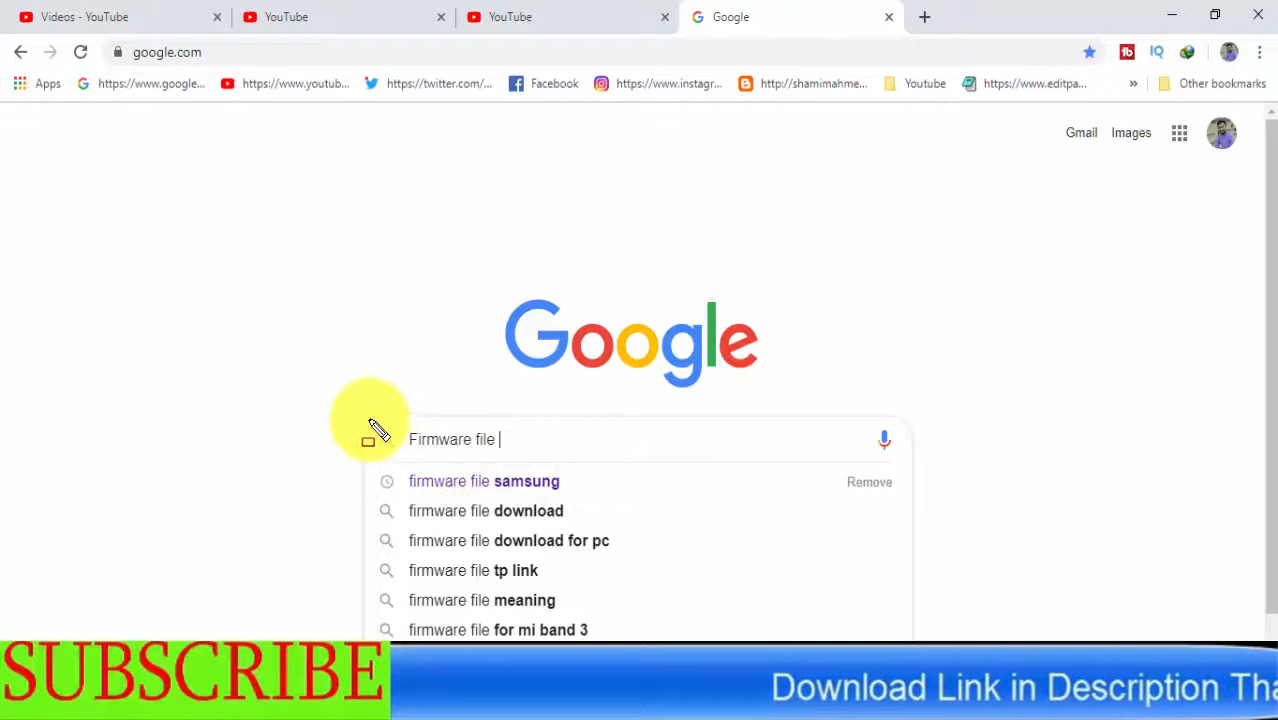 Videos - YouTube
YouTube
YouTube
Google
google.com
Apps
https://www.google...
https://www.youtub...
https://twitter.com/...
Facebook
https://www.instagr...
http://shamimahme...
Youtube
https://www.editpa...
»
Other bookmarks
Gmail
Images
Google
Firmware file
firmware file samsung
Remove
firmware file download
firmware file download for pc
firmware file tp link
firmware file meaning
firmware file for mi band 3
SUBSCRIBE
Download Link in Description Tha